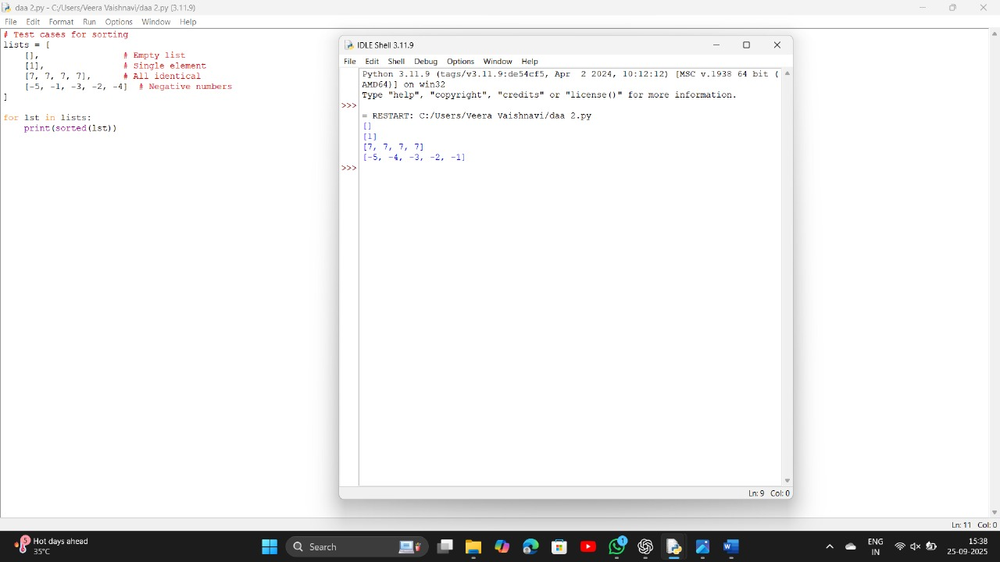 daa 2.py - C:/Users/Veera Vaishnavi/daa 2.py (3.11.9)
File Edit Format Run Options Window Help
# Test cases for sorting
lists = [
    [],                # Empty list
    [1],               # Single element
    [7, 7, 7, 7],      # All identical
    [-5, -1, -3, -2, -4]  # Negative numbers
]
for lst in lists:
    print(sorted(lst))
Ln: 11 Col: 0
IDLE Shell 3.11.9
File Edit Shell Debug Options Window Help
Python 3.11.9 (tags/v3.11.9:de54cf5, Apr  2 2024, 10:12:12) [MSC v.1938 64 bit (
AMD64)] on win32
Type "help", "copyright", "credits" or "license()" for more information.
>>>
= RESTART: C:/Users/Veera Vaishnavi/daa 2.py
[]
[1]
[7, 7, 7, 7]
[-5, -4, -3, -2, -1]
>>>
Ln: 9 Col: 0
5
Hot days ahead
33°C
Search
1
W
ENG
IN
15:38
25-09-2025